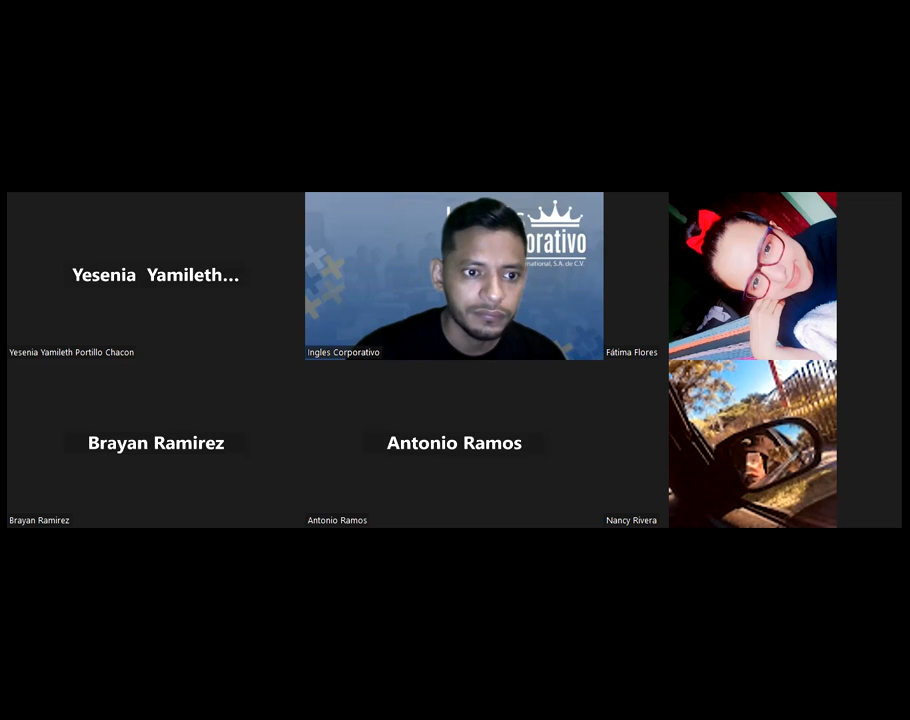 Yesenia Yamileth...
Yesenia Yamileth Portillo Chacon
orativo
national, S.A. de C.V.
Ingles Corporativo
Fátima Flores
Brayan Ramirez
Brayan Ramirez
Antonio Ramos
Antonio Ramos
Nancy Rivera